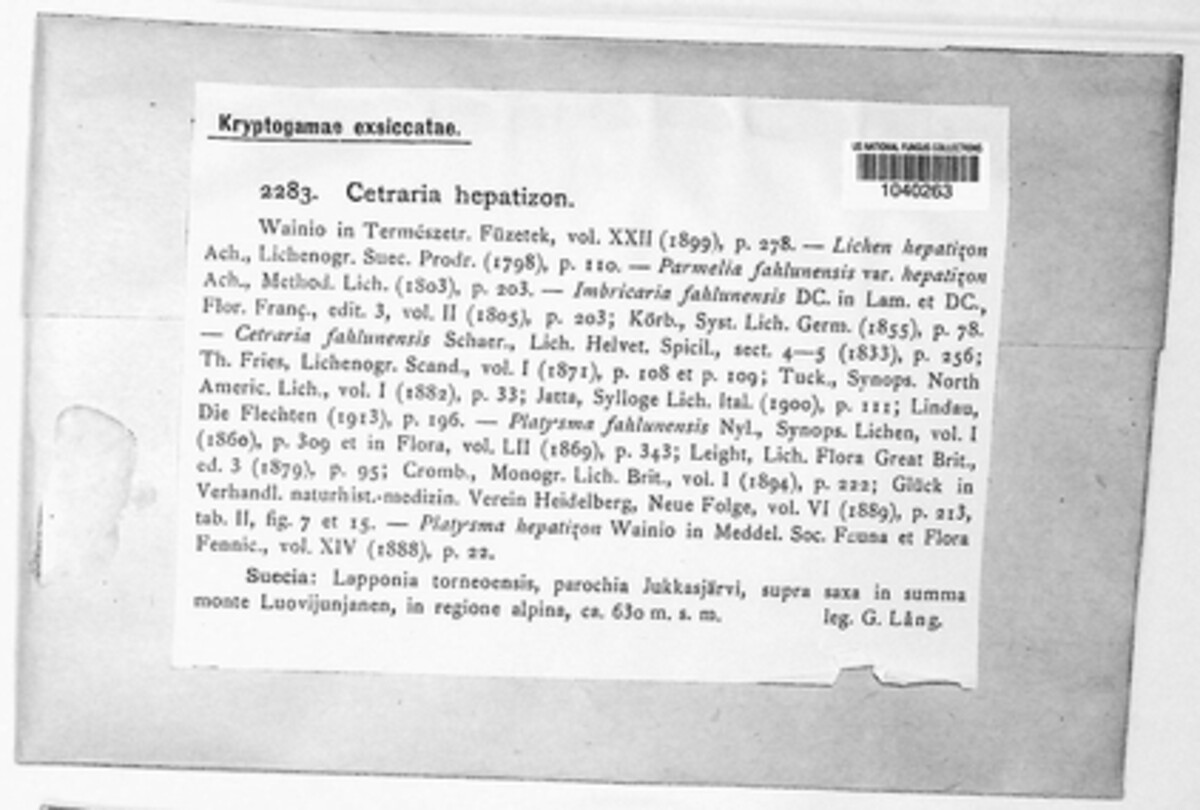 Kryptogamae exsiccatae.
US NATIONAL FUNGUS COLLECTIONS
1040263
2283. Cetraria hepatizon.
Wainio in Természetr. Füzetek, vol. XXII (1899), p. 278. — Lichen hepatizon
Ach., Lichenogr. Suec. Prodr. (1798), p. 110. — Parmelia fahlunensis var. hepatizon
Ach., Method. Lich. (1803), p. 203. — Imbricaria fahlunensis DC. in Lam. et DC.,
Flor. Franç., edit. 3, vol. II (1805), p. 203; Körb., Syst. Lich. Germ. (1855), p. 78.
— Cetraria fahlunensis Schaer., Lich. Helvet. Spicil., sect. 4—5 (1833), p. 256;
Th. Fries, Lichenogr. Scand., vol. I (1871), p. 108 et p. 109; Tuck., Synops. North
Americ. Lich., vol. I (1882), p. 33; Jatta, Sylloge Lich. Ital. (1900), p. 111; Lindau,
Die Flechten (1913), p. 196. — Platysma fahlunensis Nyl., Synops. Lichen, vol. I
(1860), p. 309 et in Flora, vol. LII (1869), p. 343; Leight, Lich. Flora Great Brit.,
ed. 3 (1879), p. 95; Cromb., Monogr. Lich. Brit., vol. I (1894), p. 222; Glück in
Verhandl. naturhist.-medizin. Verein Heidelberg, Neue Folge, vol. VI (1889), p. 213,
tab. II, fig. 7 et 15. — Platysma hepatizon Wainio in Meddel. Soc. Fauna et Flora
Fennic., vol. XIV (1888), p. 22.
Suecia: Lapponia torneoensis, parochia Jukkasjärvi, supra saxa in summa
monte Luovijunjanen, in regione alpina, ca. 630 m. s. m. leg. G. Lång.